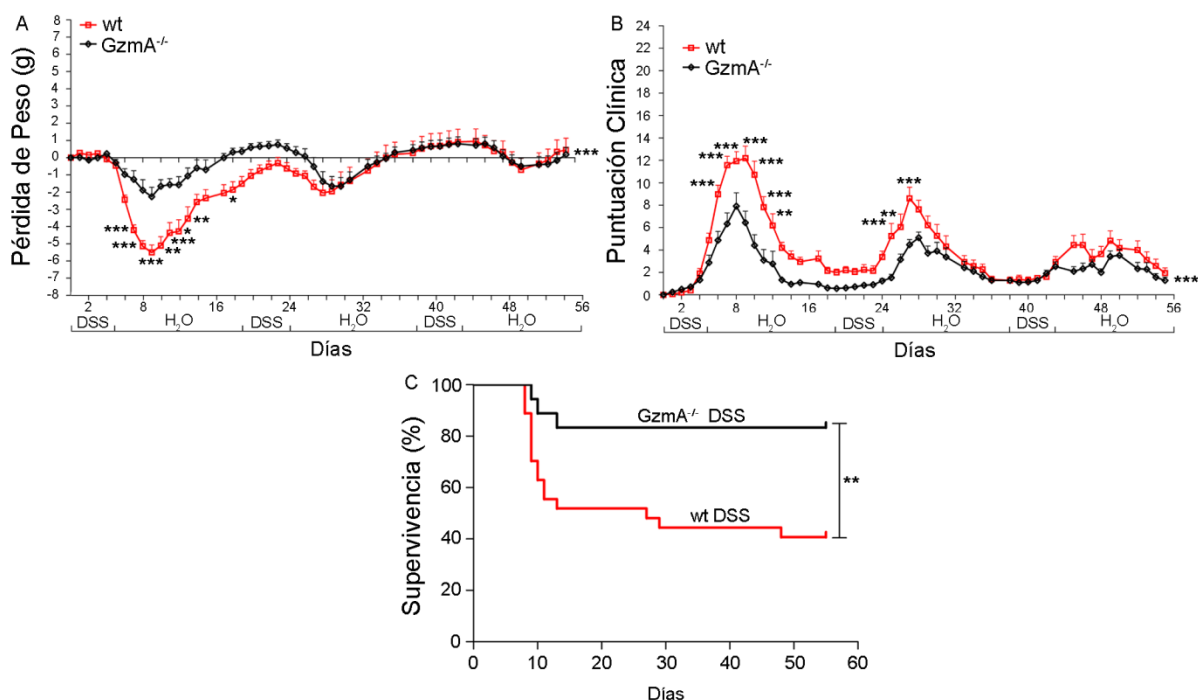 A
wt
GzmA-/-
Pérdida de Peso (g)
8
7
6
5
4
3
2
1
0
-1
-2
-3
-4
-5
-6
-7
-8
***
***
***
**
***
*
**
*
***
2 8 16 24 32 40 48 56
DSS H2O DSS H2O DSS H2O
Días
B
wt
GzmA-/-
Puntuación Clínica
24
22
20
18
16
14
12
10
8
6
4
2
0
***
***
***
***
***
***
**
***
**
***
***
2 8 16 24 32 40 48 56
DSS H2O DSS H2O DSS H2O
Días
C
Supervivencia (%)
100
80
60
40
20
0
GzmA-/- DSS
wt DSS
**
0 10 20 30 40 50 60
Días